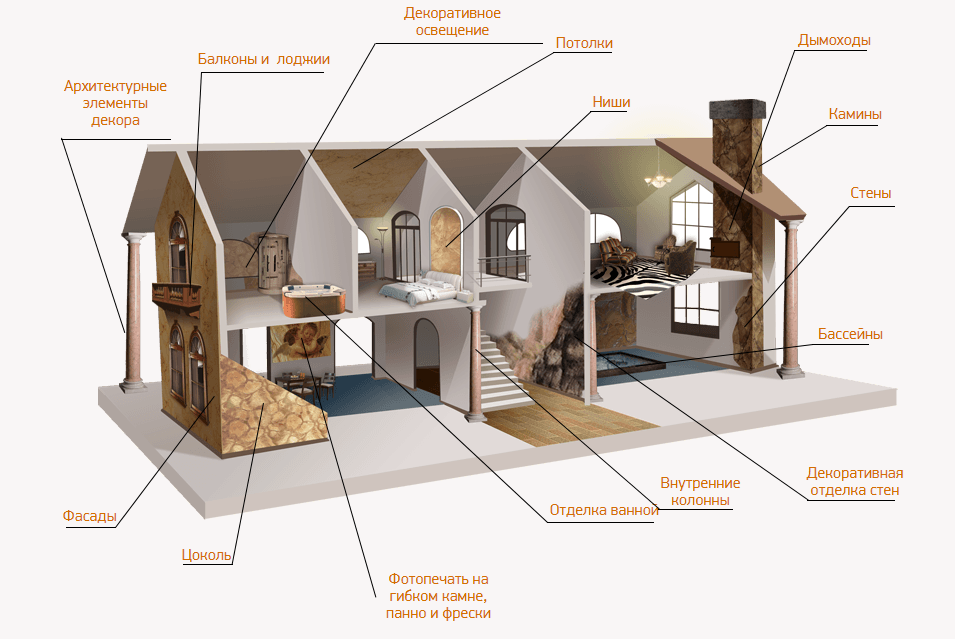 Декоративное
освещение
Потолки
Дымоходы
Балконы и лоджии
Архитектурные
элементы
декора
Ниши
Камины
Стены
Бассейны
Декоративная
отделка стен
Внутренние
колонны
Отделка ванной
Фасады
Цоколь
Фотопечать на
гибком камне,
панно и фрески